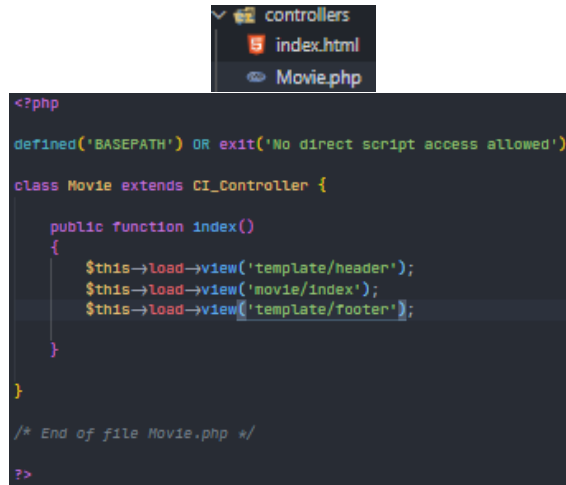 controllers
index.html
Movie.php
<?php
defined('BASEPATH') OR exit('No direct script access allowed')
class Movie extends CI_Controller {
public function index()
{
$this->load->view('template/header');
$this->load->view('movie/index');
$this->load->view('template/footer');
}
}
/* End of file Movie.php */
?>